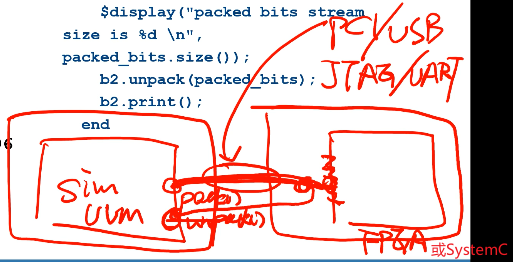 $display("packed bits stream
size is %d \n",
packed_bits.size());
b2.unpack(packed_bits);
b2.print();
end
PCI/USB
JTAG/UART
6
Sim
UVM
pack()
unpack()
FPGA
或SystemC